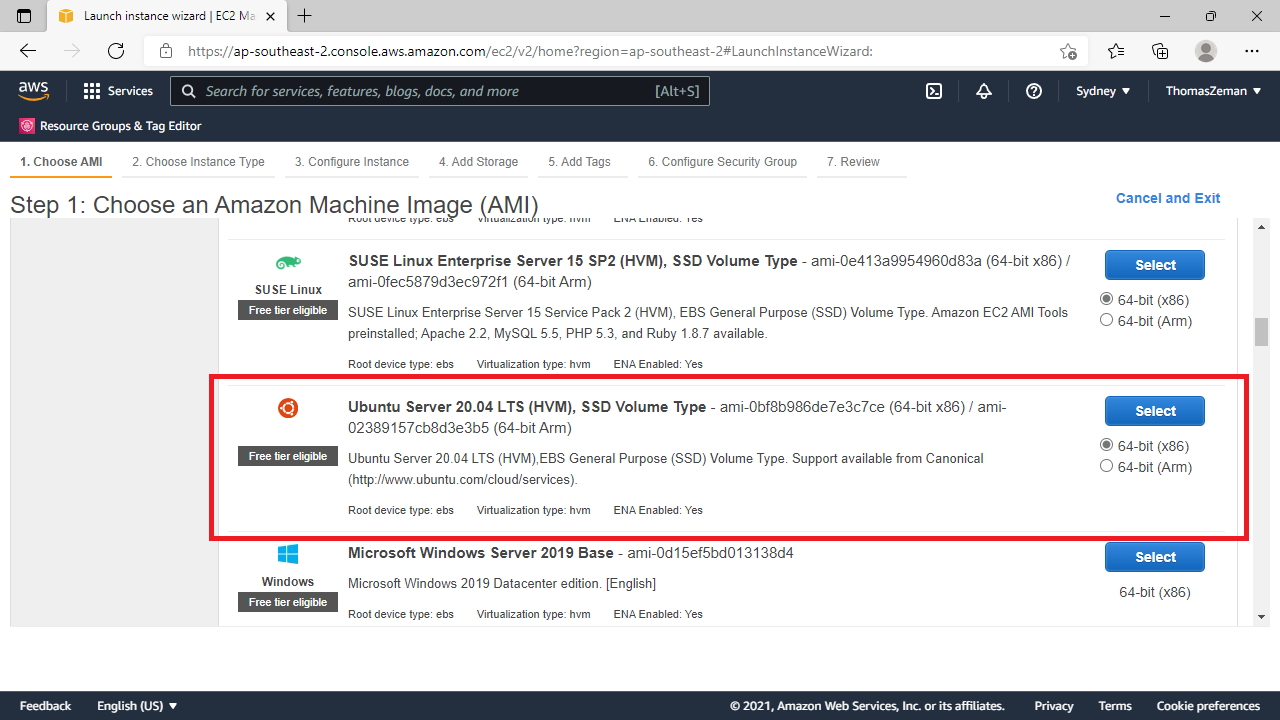 Launch instance wizard | EC2 Ma
https://ap-southeast-2.console.aws.amazon.com/ec2/v2/home?region=ap-southeast-2#LaunchInstanceWizard:
aws
Services
Search for services, features, blogs, docs, and more
[Alt+S]
Sydney
ThomasZeman
Resource Groups & Tag Editor
1. Choose AMI
2. Choose Instance Type
3. Configure Instance
4. Add Storage
5. Add Tags
6. Configure Security Group
7. Review
Step 1: Choose an Amazon Machine Image (AMI)
Cancel and Exit
Root device type: ebs Virtualization type: hvm ENA Enabled: Yes
SUSE Linux
Free tier eligible
SUSE Linux Enterprise Server 15 SP2 (HVM), SSD Volume Type - ami-0e413a9954960d83a (64-bit x86) /
ami-0fec5879d3ec972f1 (64-bit Arm)
SUSE Linux Enterprise Server 15 Service Pack 2 (HVM), EBS General Purpose (SSD) Volume Type. Amazon EC2 AMI Tools
preinstalled; Apache 2.2, MySQL 5.5, PHP 5.3, and Ruby 1.8.7 available.
Root device type: ebs Virtualization type: hvm ENA Enabled: Yes
Select
64-bit (x86)
64-bit (Arm)
Free tier eligible
Ubuntu Server 20.04 LTS (HVM), SSD Volume Type - ami-0bf8b986de7e3c7ce (64-bit x86) / ami-
02389157cb8d3e3b5 (64-bit Arm)
Ubuntu Server 20.04 LTS (HVM),EBS General Purpose (SSD) Volume Type. Support available from Canonical
(http://www.ubuntu.com/cloud/services).
Root device type: ebs Virtualization type: hvm ENA Enabled: Yes
Select
64-bit (x86)
64-bit (Arm)
Windows
Free tier eligible
Microsoft Windows Server 2019 Base - ami-0d15ef5bd013138d4
Microsoft Windows 2019 Datacenter edition. [English]
Root device type: ebs Virtualization type: hvm ENA Enabled: Yes
Select
64-bit (x86)
Feedback
English (US)
© 2021, Amazon Web Services, Inc. or its affiliates.
Privacy
Terms
Cookie preferences